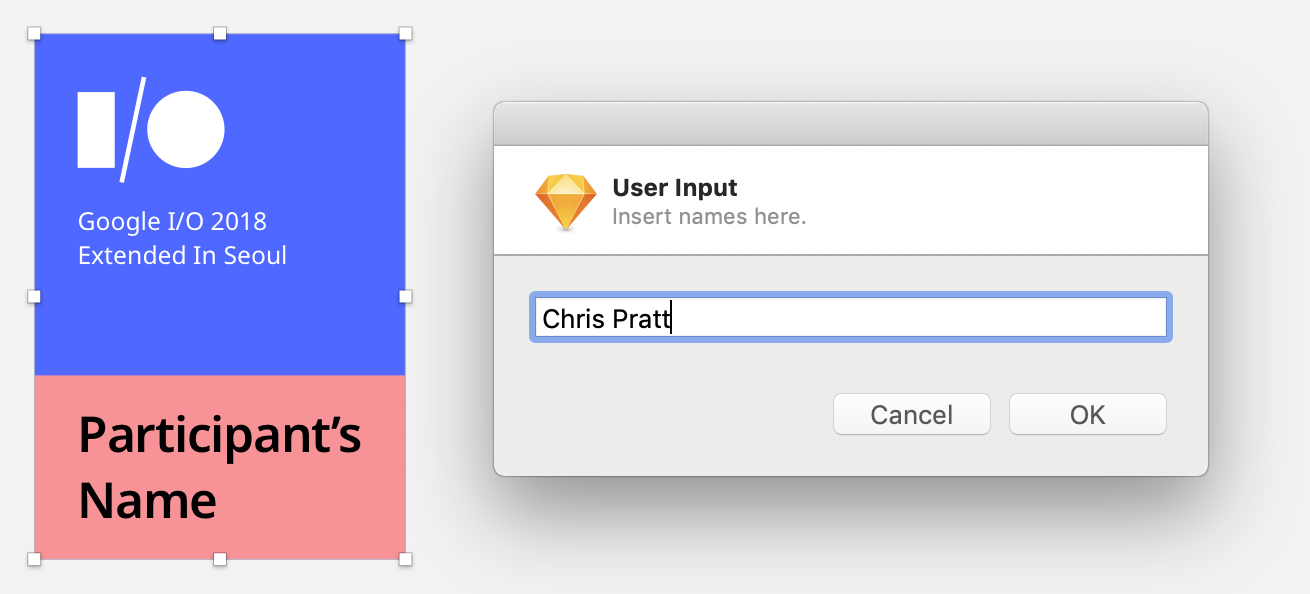 I/O
Google I/O 2018
Extended In Seoul
Participant’s
Name
User Input
Insert names here.
Chris Pratt
Cancel
OK